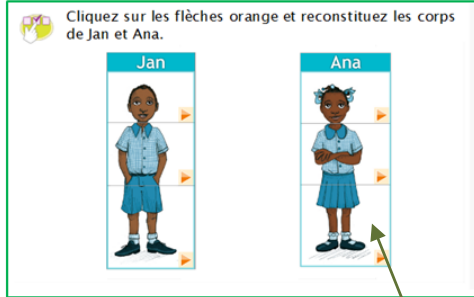 Cliquez sur les flèches orange et reconstituez les corps
de Jan et Ana.
Jan
Ana